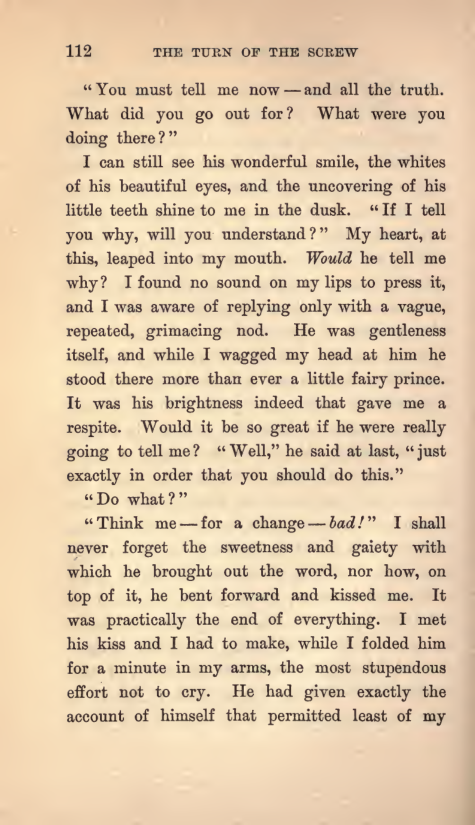 112 THE TURN OF THE SCREW
“ You must tell me now — and all the truth.
What did you go out for ? What were you
doing there ? ”
I can still see his wonderful smile, the whites
of his beautiful eyes, and the uncovering of his
little teeth shine to me in the dusk. “ If I tell
you why, will you understand ? ” My heart, at
this, leaped into my mouth. Would he tell me
why ? I found no sound on my lips to press it,
and I was aware of replying only with a vague,
repeated, grimacing nod. He was gentleness
itself, and while I wagged my head at him he
stood there more than ever a little fairy prince.
It was his brightness indeed that gave me a
respite. Would it be so great if he were really
going to tell me ? “ Well,” he said at last, “ just
exactly in order that you should do this.”
“ Do what ? ”
“ Think me — for a change — bad ! ” I shall
never forget the sweetness and gaiety with
which he brought out the word, nor how, on
top of it, he bent forward and kissed me. It
was practically the end of everything. I met
his kiss and I had to make, while I folded him
for a minute in my arms, the most stupendous
effort not to cry. He had given exactly the
account of himself that permitted least of my